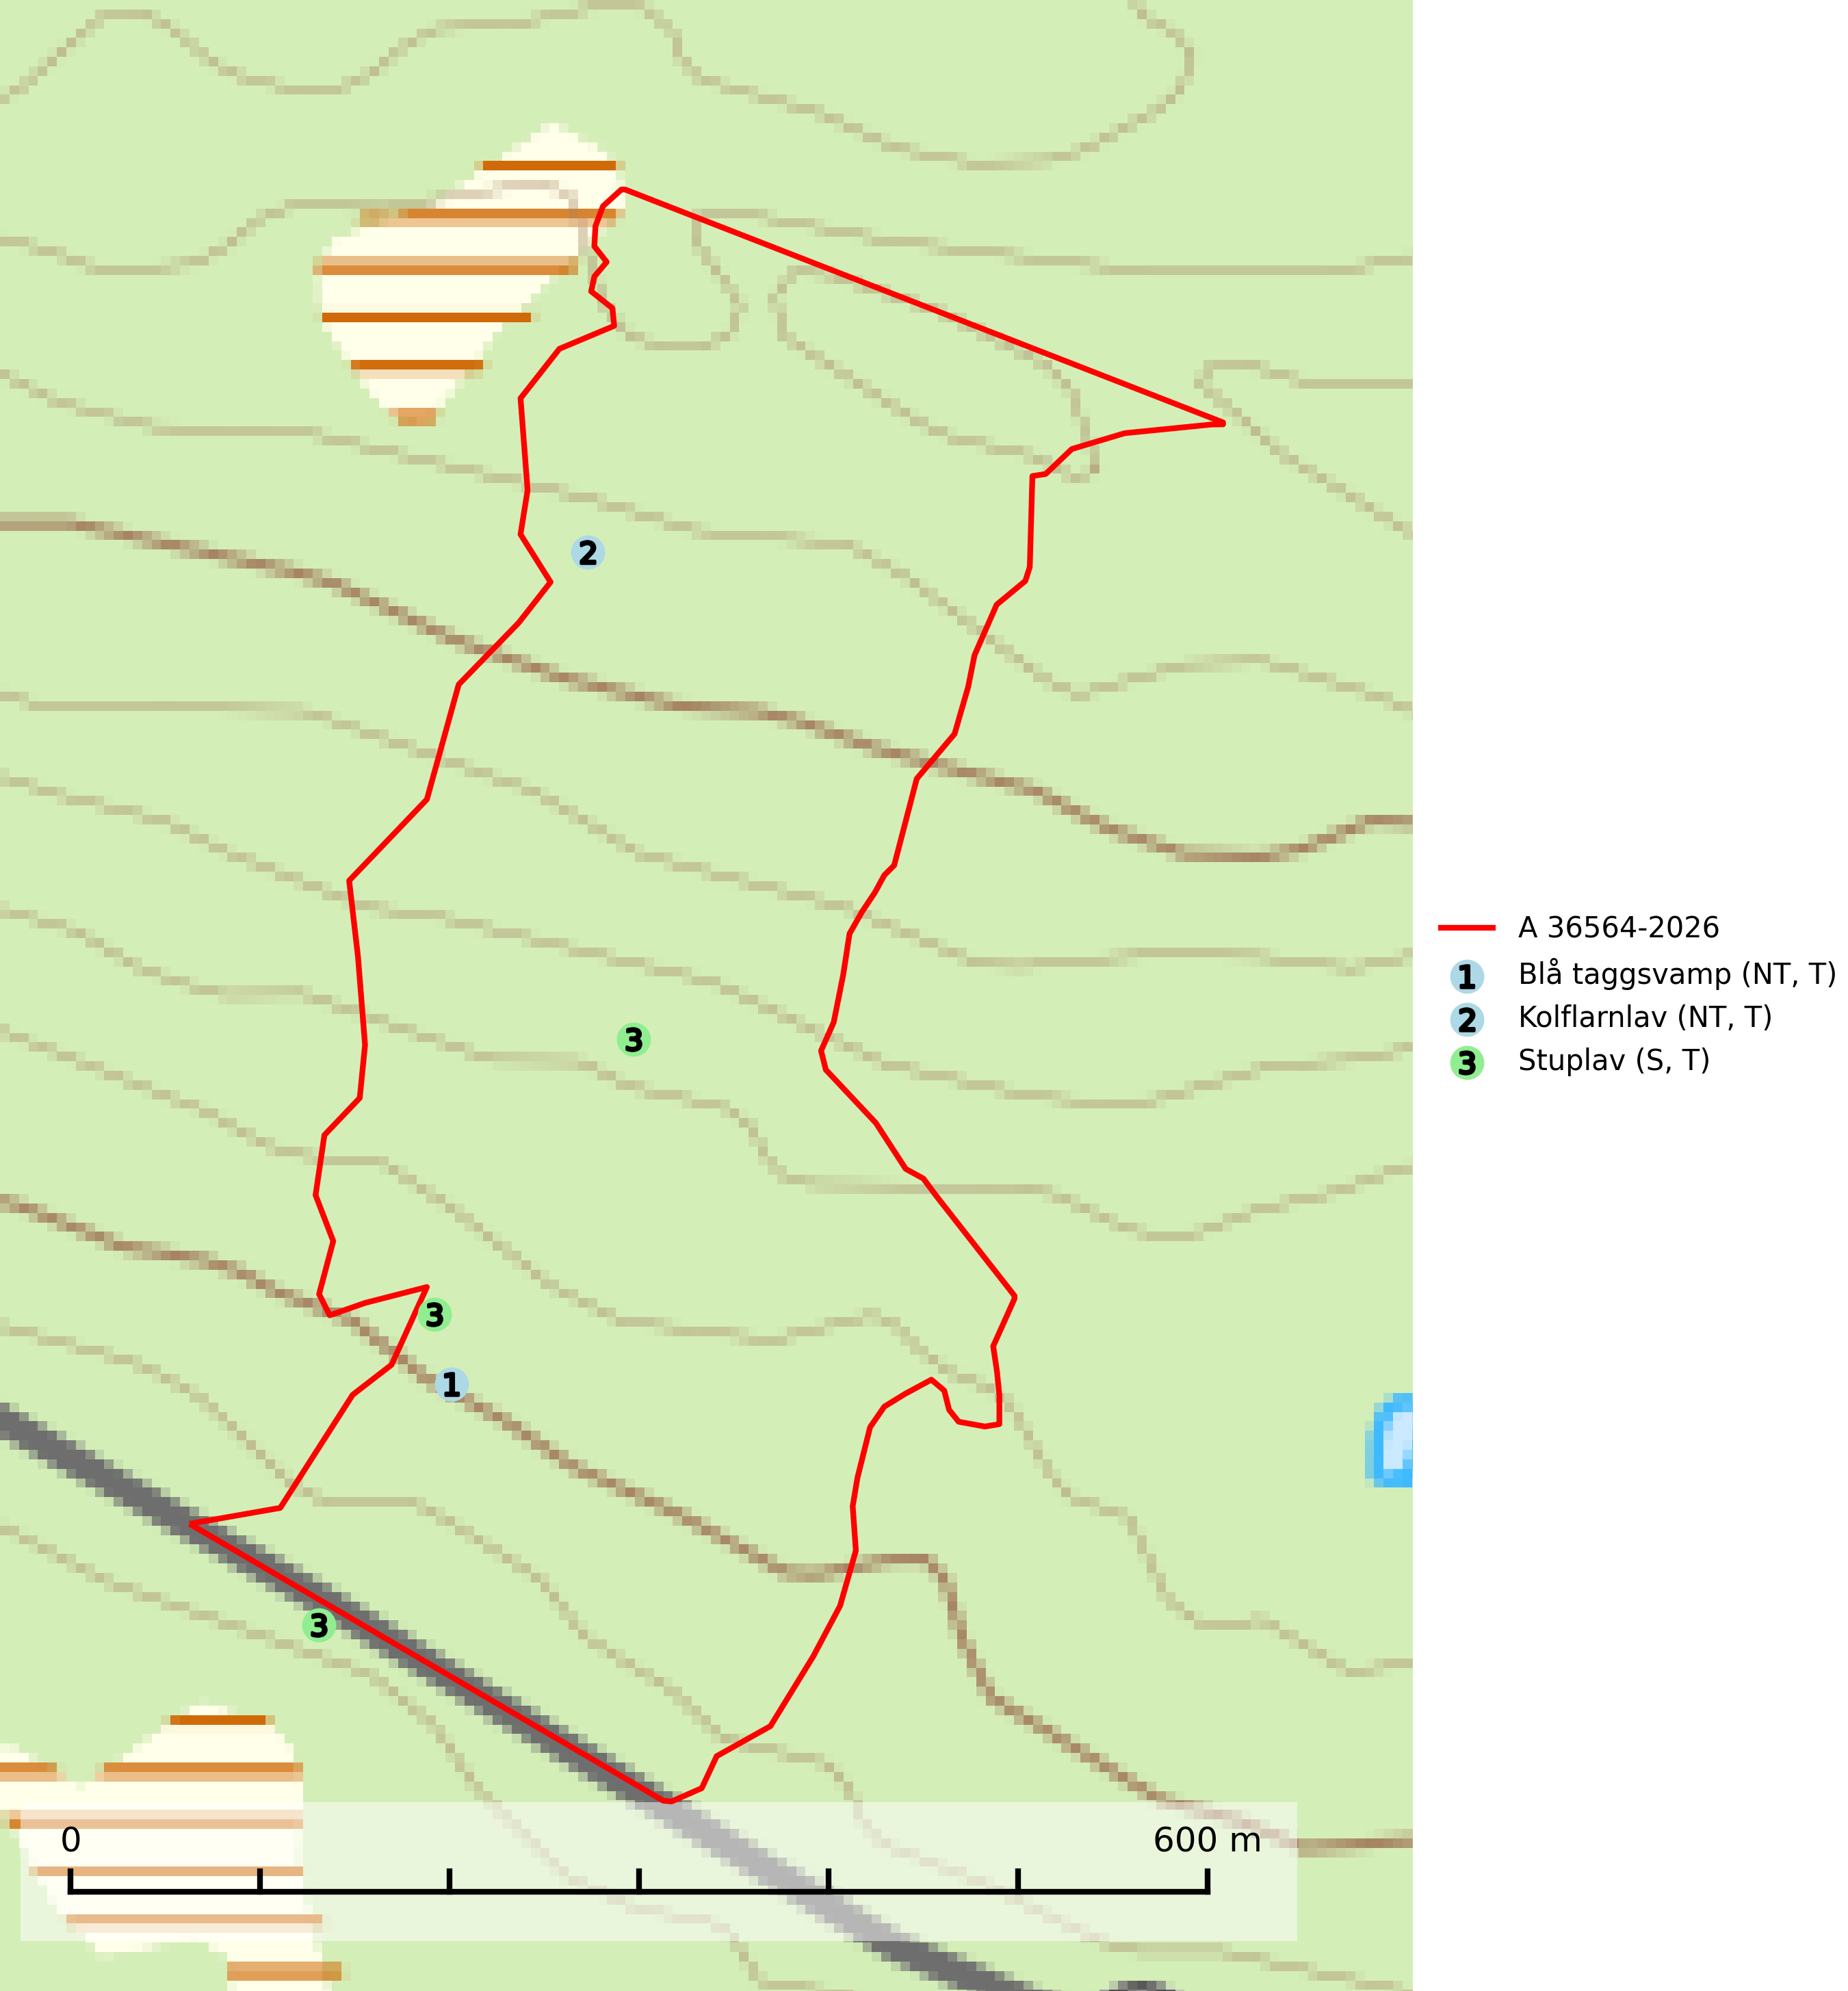 2
3
3
1
3
0 600 m
A 36564-2026
1 Blå taggsvamp (NT, T)
2 Kolflarnlav (NT, T)
3 Stuplav (S, T)